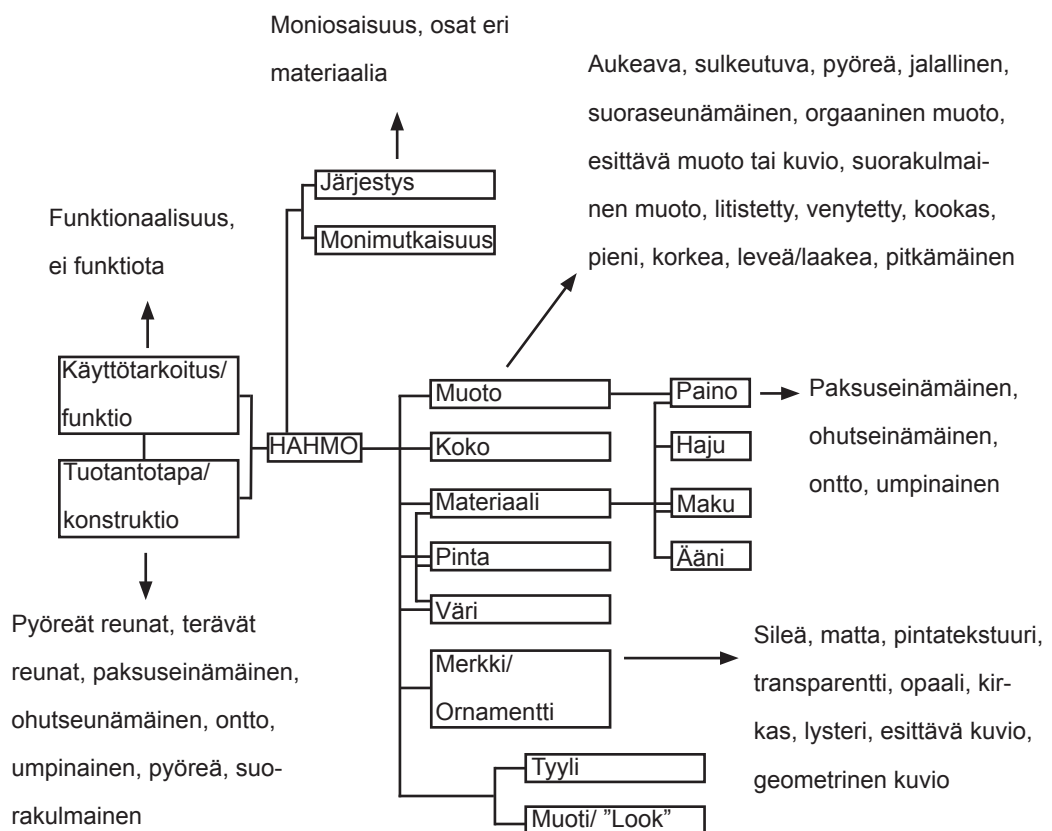 Moniosaisuus, osat eri
materiaalia
Aukeava, sulkeutuva, pyöreä, jalallinen,
suoraseunämäinen, orgaaninen muoto,
esittävä muoto tai kuvio, suorakulmai-
nen muoto, litistetty, venytetty, kookas,
pieni, korkea, leveä/laakea, pitkämäinen
Järjestys
Monimutkaisuus
Funktionaalisuus,
ei funktiota
Käyttötarkoitus/
funktio
Tuotantotapa/
konstruktio
HAHMO
Muoto
Koko
Materiaali
Pinta
Väri
Merkki/
Ornamentti
Tyyli
Muoti/ ”Look”
Paino
Haju
Maku
Ääni
Paksuseinämäinen,
ohutseinämäinen,
ontto, umpinainen
Pyöreät reunat, terävät
reunat, paksuseinämäinen,
ohutseunämäinen, ontto,
umpinainen, pyöreä, suo-
rakulmainen
Sileä, matta, pintatekstuuri,
transparentti, opaali, kir-
kas, lysteri, esittävä kuvio,
geometrinen kuvio